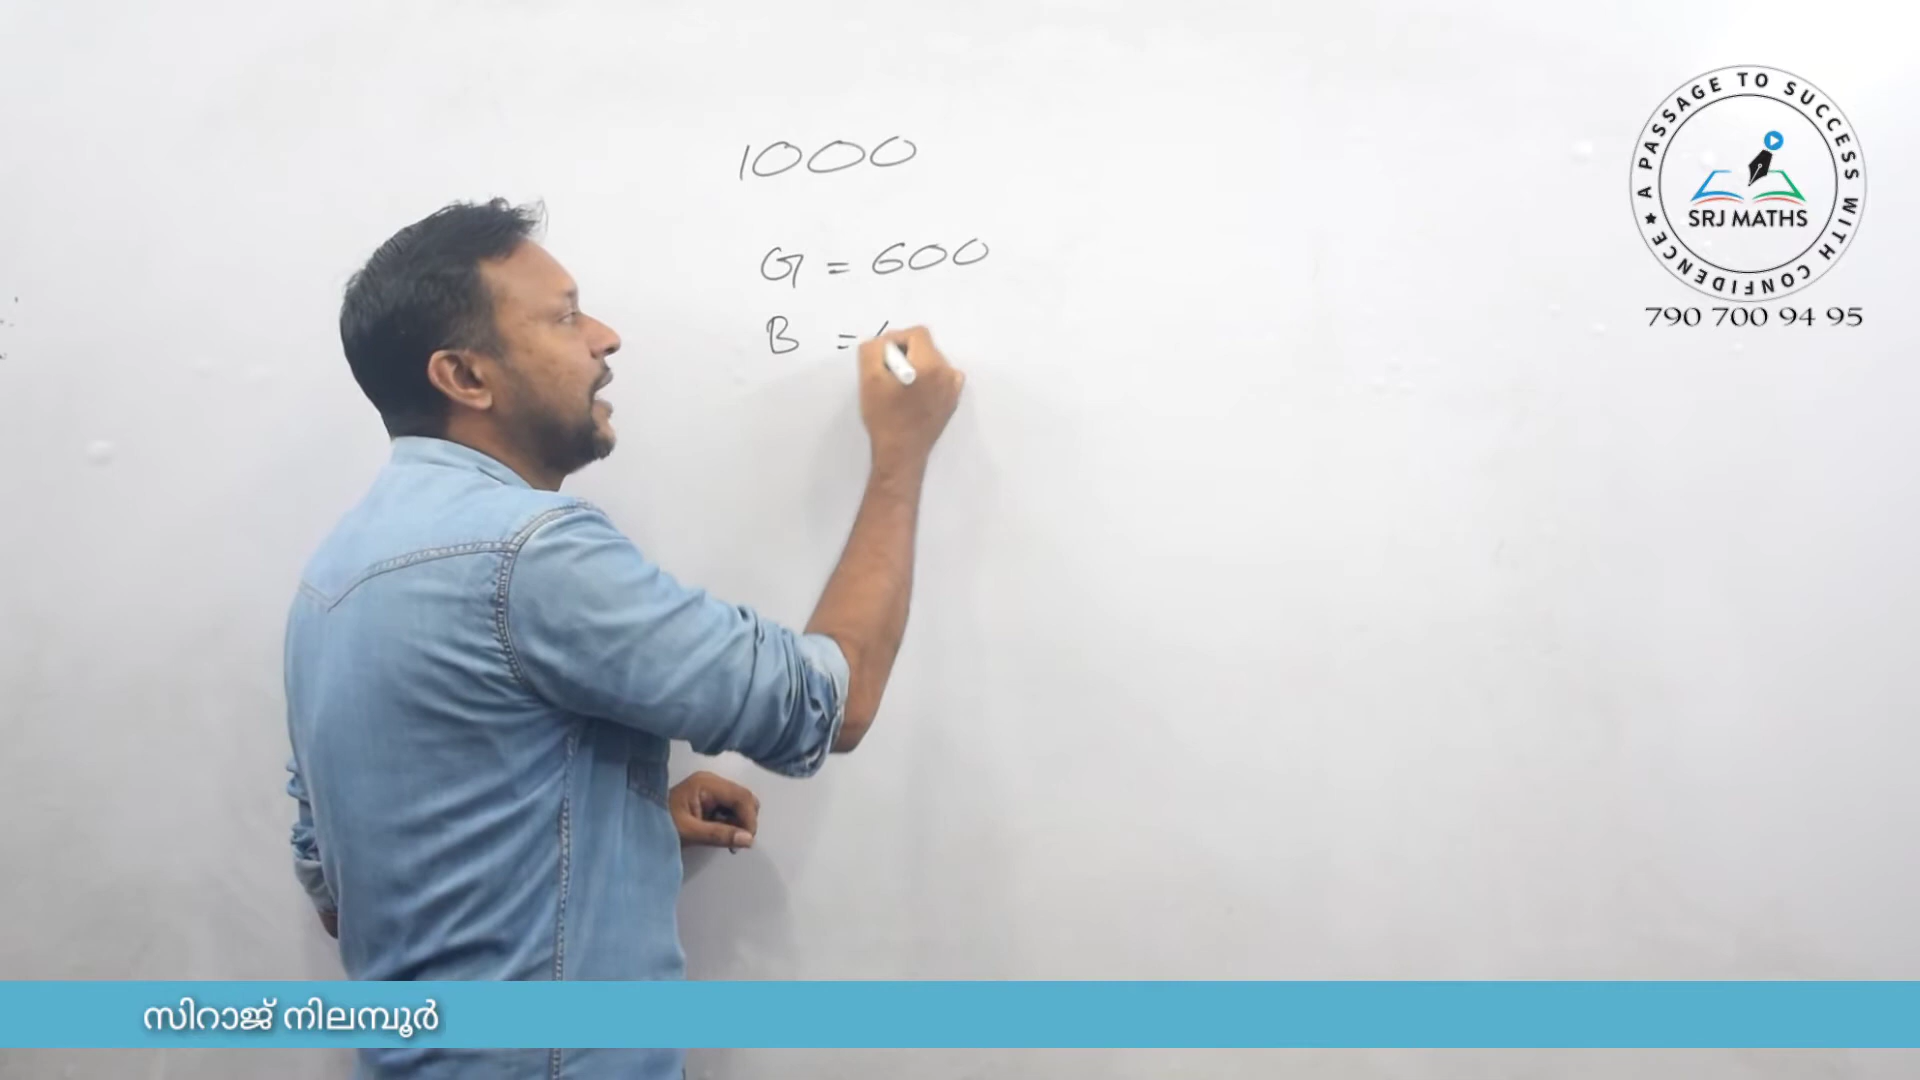 1000
G = 600
B =
A PASSAGE TO SUCCESS WITH CONFIDENCE ★
SRJ MATHS
790 700 94 95
സിറാജ് നിലമ്പൂർ